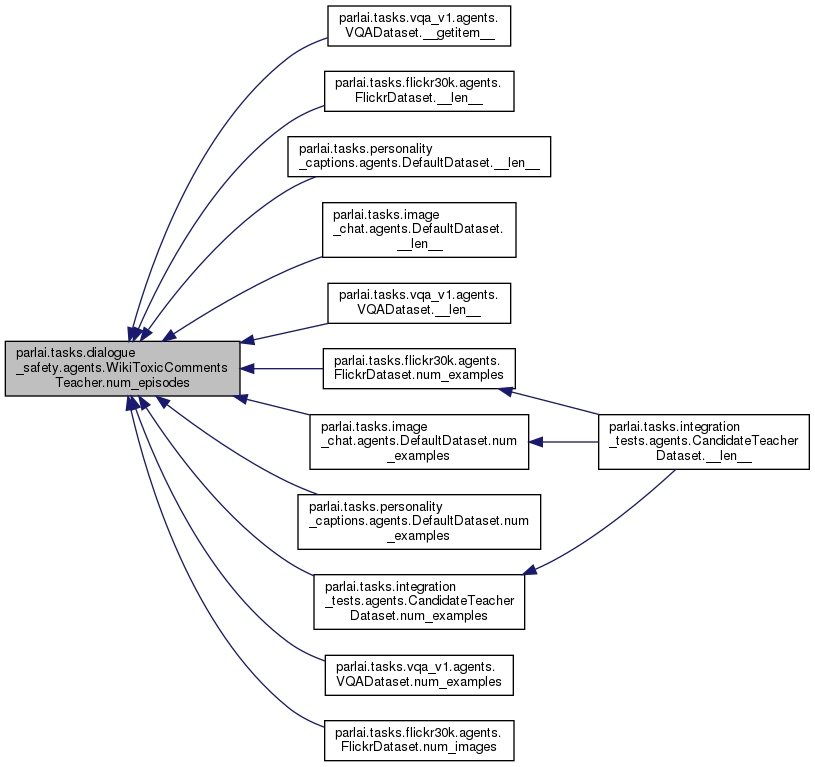 parlai.tasks.vqa_v1.agents.
VQADataset.__getitem__
parlai.tasks.flickr30k.agents.
FlickrDataset.__len__
parlai.tasks.personality
_captions.agents.DefaultDataset.__len__
parlai.tasks.image
_chat.agents.DefaultDataset.
__len__
parlai.tasks.vqa_v1.agents.
VQADataset.__len__
parlai.tasks.dialogue
_safety.agents.WikiToxicComments
Teacher.num_episodes
parlai.tasks.flickr30k.agents.
FlickrDataset.num_examples
parlai.tasks.image
_chat.agents.DefaultDataset.num
_examples
parlai.tasks.integration
_tests.agents.CandidateTeacher
Dataset.__len__
parlai.tasks.personality
_captions.agents.DefaultDataset.num
_examples
parlai.tasks.integration
_tests.agents.CandidateTeacher
Dataset.num_examples
parlai.tasks.vqa_v1.agents.
VQADataset.num_examples
parlai.tasks.flickr30k.agents.
FlickrDataset.num_images